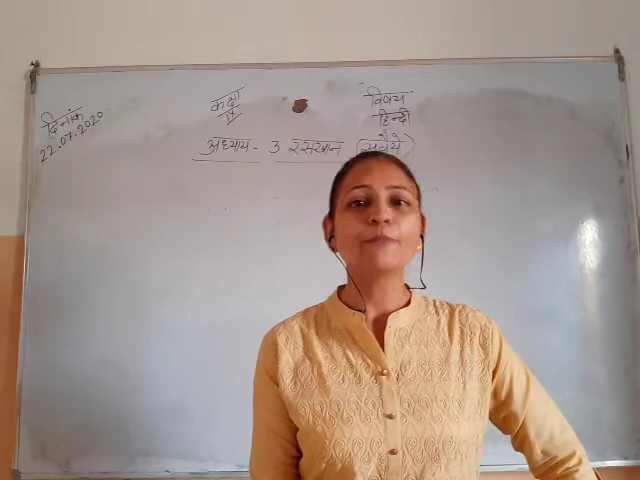 दिनांक
22.07.2020
कक्षा
IX
विषय
हिन्दी
अध्याय - 3 रसखान (सवैये)